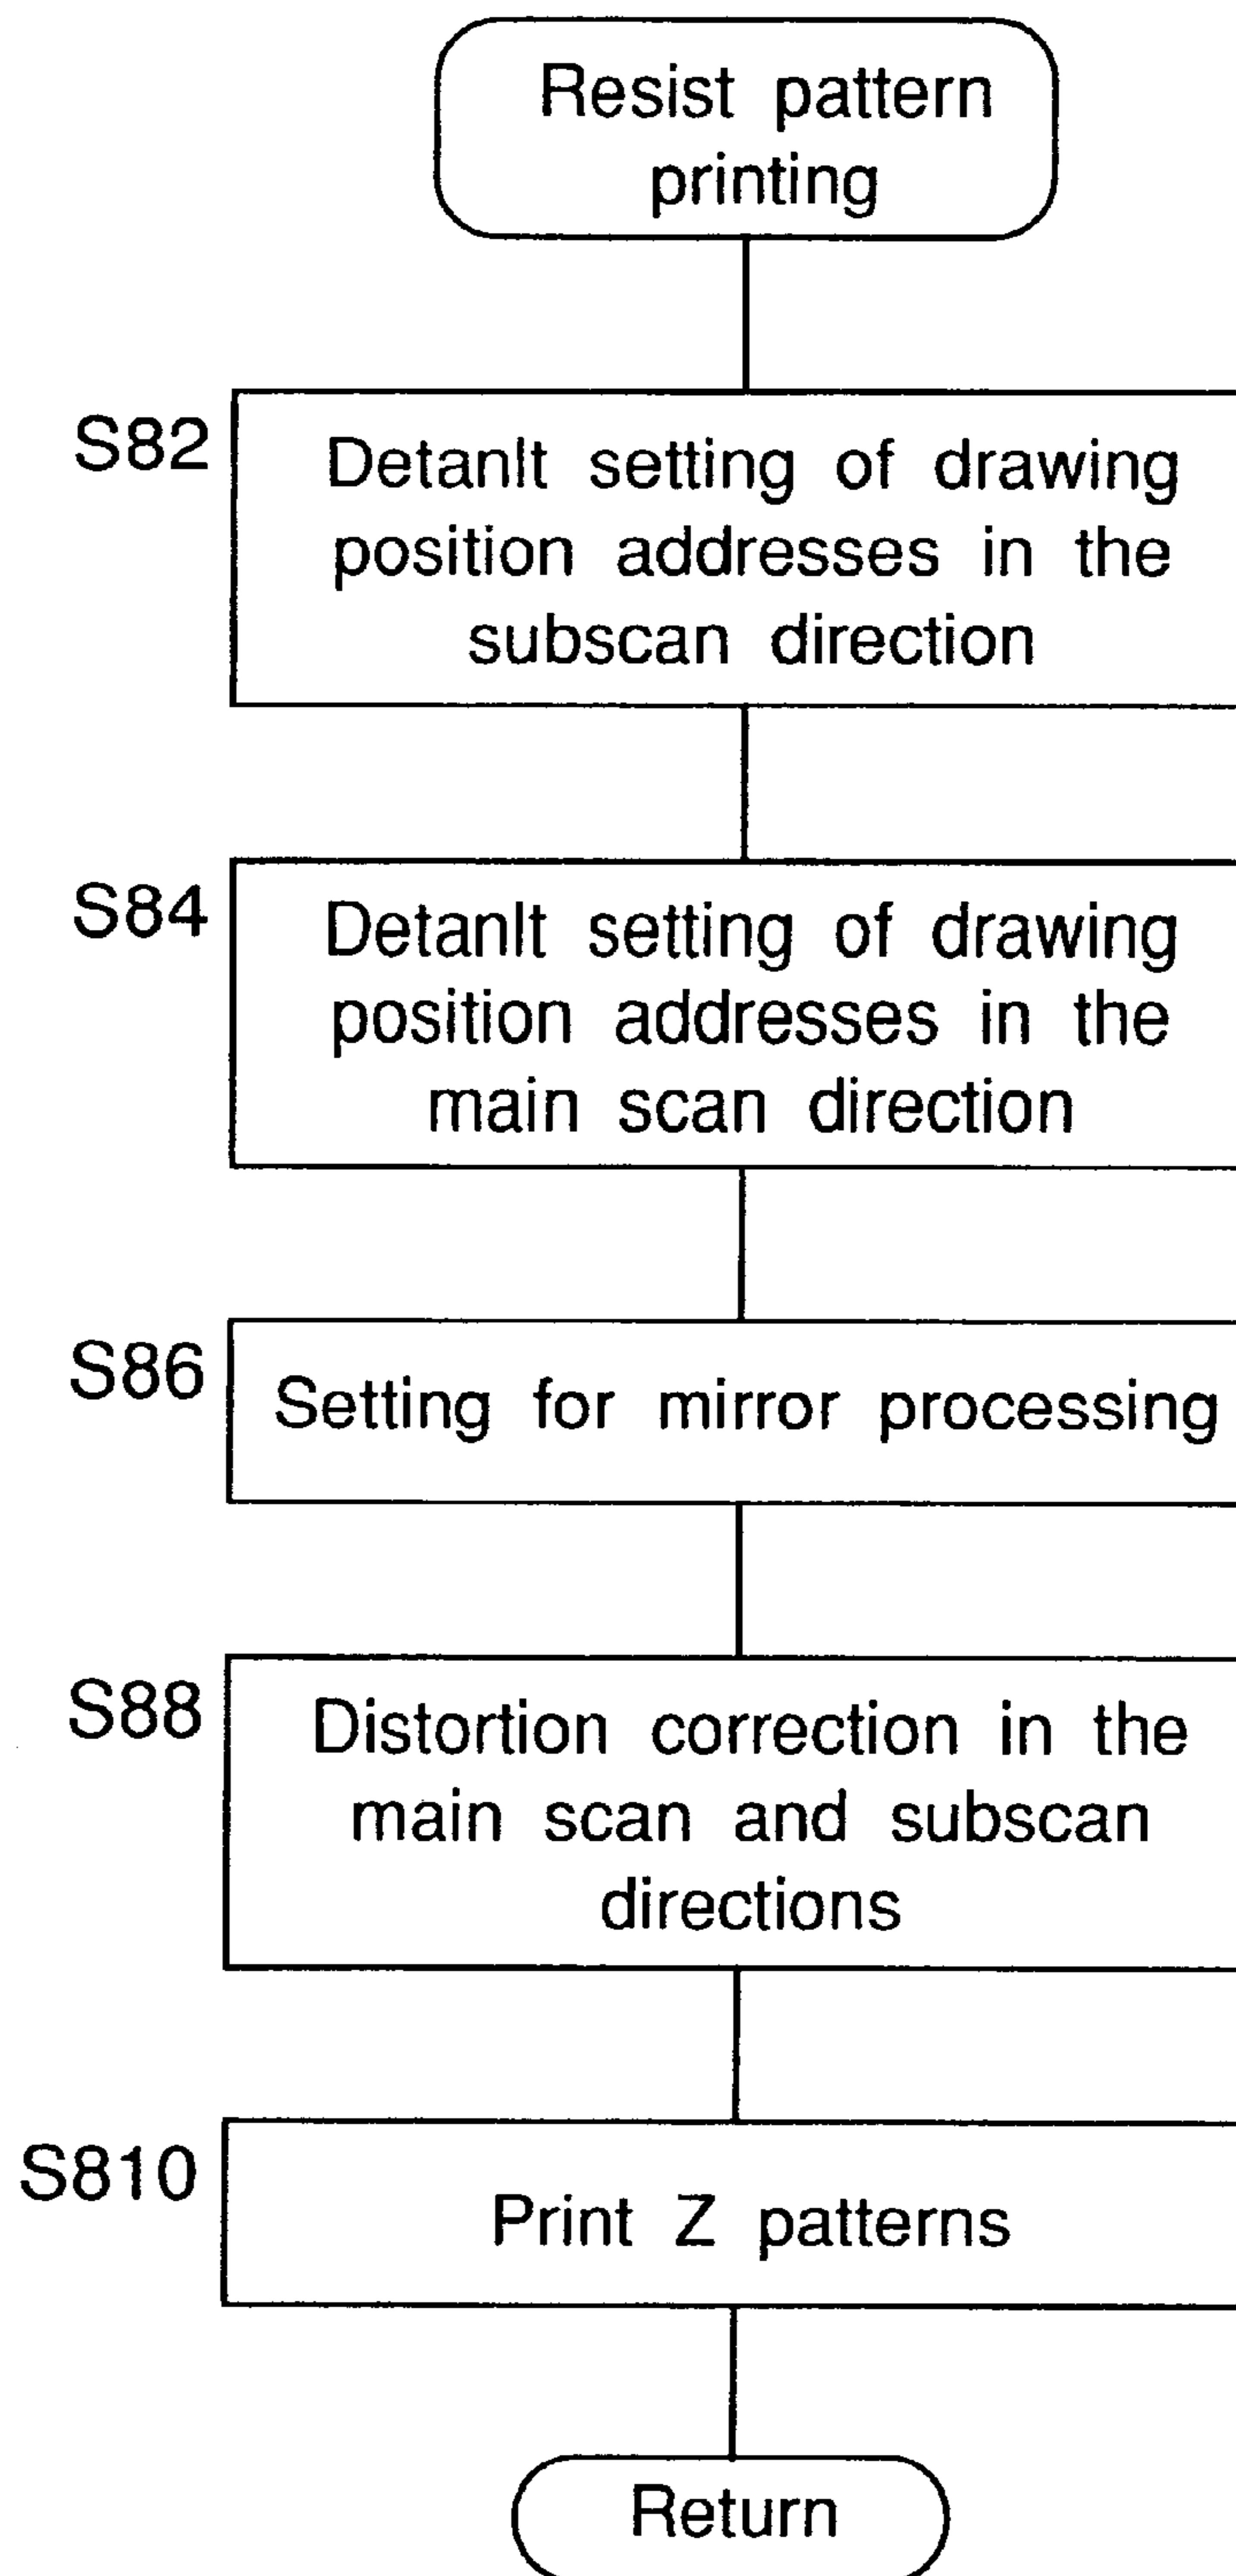 Resist pattern
printing
S82
Detanlt setting of drawing
position addresses in the
subscan direction
S84
Detanlt setting of drawing
position addresses in the
main scan direction
S86
Setting for mirror processing
S88
Distortion correction in the
main scan and subscan
directions
S810
Print Z patterns
Return